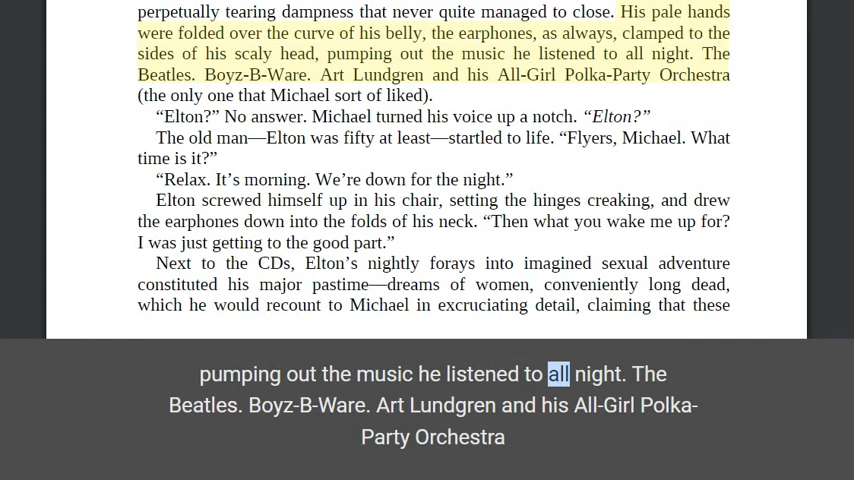 perpetually tearing dampness that never quite managed to close. His pale hands
were folded over the curve of his belly, the earphones, as always, clamped to the
sides of his scaly head, pumping out the music he listened to all night. The
Beatles. Boyz-B-Ware. Art Lundgren and his All-Girl Polka-Party Orchestra
(the only one that Michael sort of liked).
“Elton?” No answer. Michael turned his voice up a notch. “Elton?”
The old man—Elton was fifty at least—startled to life. “Flyers, Michael. What
time is it?”
“Relax. It’s morning. We’re down for the night.”
Elton screwed himself up in his chair, setting the hinges creaking, and drew
the earphones down into the folds of his neck. “Then what you wake me up for?
I was just getting to the good part.”
Next to the CDs, Elton’s nightly forays into imagined sexual adventure
constituted his major pastime—dreams of women, conveniently long dead,
which he would recount to Michael in excruciating detail, claiming that these
pumping out the music he listened to all night. The
Beatles. Boyz-B-Ware. Art Lundgren and his All-Girl Polka-
Party Orchestra